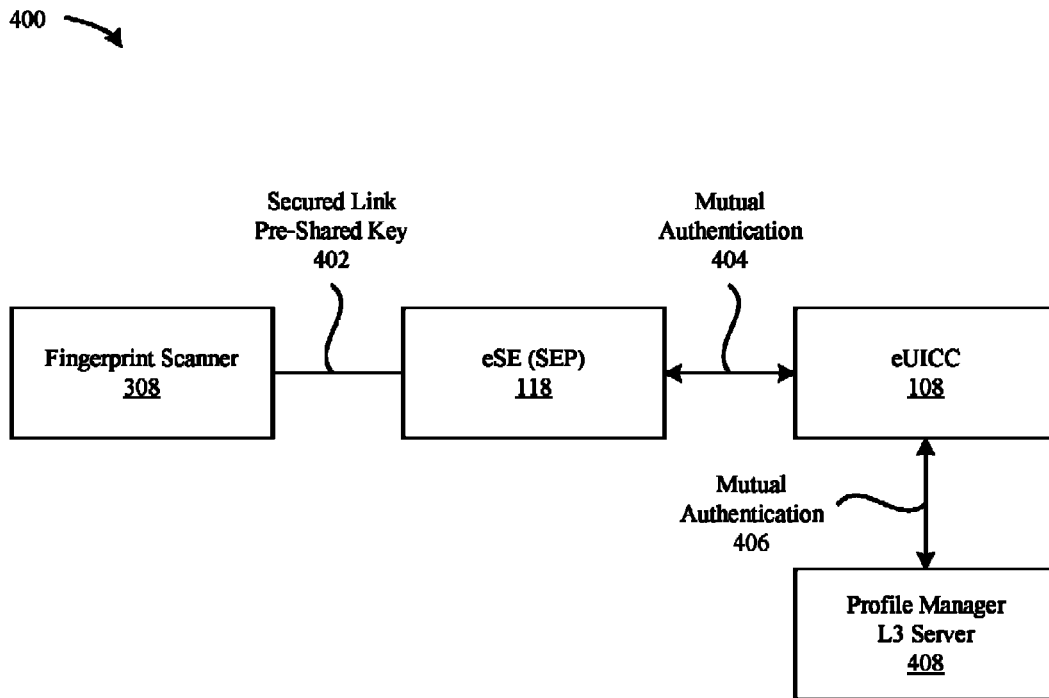 400
Secured Link
Pre-Shared Key
402
Mutual
Authentication
404
Fingerprint Scanner
308
eSE (SEP)
118
eUICC
108
Mutual
Authentication
406
Profile Manager
L3 Server
408